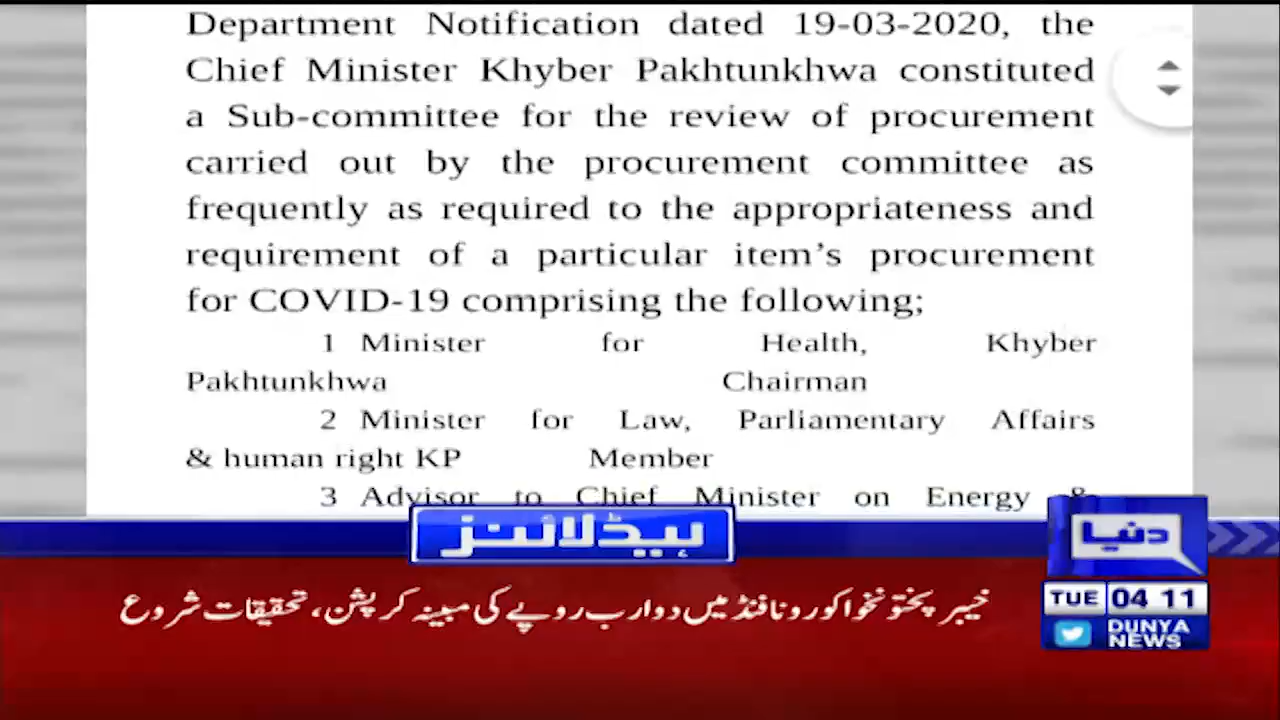 Department Notification dated 19-03-2020, the
Chief Minister Khyber Pakhtunkhwa constituted
a Sub-committee for the review of procurement
carried out by the procurement committee as
frequently as required to the appropriateness and
requirement of a particular item’s procurement
for COVID-19 comprising the following;
1 Minister for Health, Khyber
Pakhtunkhwa Chairman
2 Minister for Law, Parliamentary Affairs
& human right KP Member
3 Advisor to Chief Minister on Energy &
ہیڈلائنز
دنیا
خیبر پختونخوا کورونا فنڈ میں دو ارب روپے کی مبینہ کرپشن، تحقیقات شروع
TUE 04 11
DUNYA
NEWS